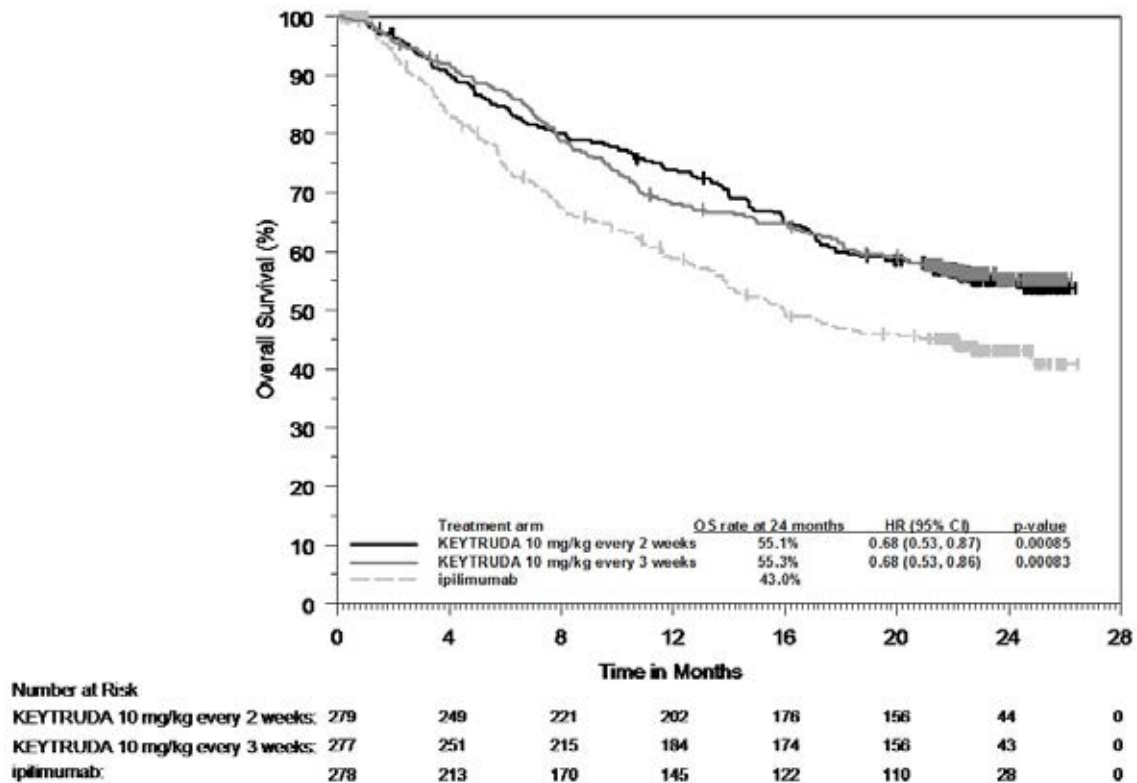 100
90
80
70
60
50
40
30
20
10
0
Overall Survival (%)
Treatment arm OS rate at 24 months HR (95% CI) p-value
KEYTRUDA 10 mg/kg every 2 weeks 55.1% 0.68 (0.53, 0.87) 0.00085
KEYTRUDA 10 mg/kg every 3 weeks 55.3% 0.68 (0.53, 0.86) 0.00083
ipilimumab 43.0%
0 4 8 12 16 20 24 28
Time in Months
Number at Risk
KEYTRUDA 10 mg/kg every 2 weeks: 279 249 221 202 176 156 44 0
KEYTRUDA 10 mg/kg every 3 weeks: 277 251 215 184 174 156 43 0
ipilimumab: 278 213 170 145 122 110 28 0